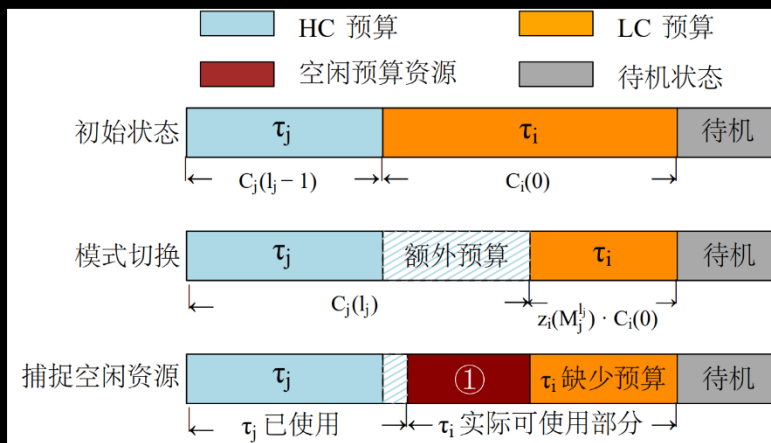 HC 预算 LC 预算
空闲预算资源 待机状态
初始状态 τj τi 待机
← Cj(lj − 1) → ← Ci(0) →
模式切换 τj 额外预算 τi 待机
← Cj(lj) → ← zi(Mj^lj) · Ci(0) →
捕捉空闲资源 τj ① τi 缺少预算 待机
← τj 已使用 → ← τi 实际可使用部分 →